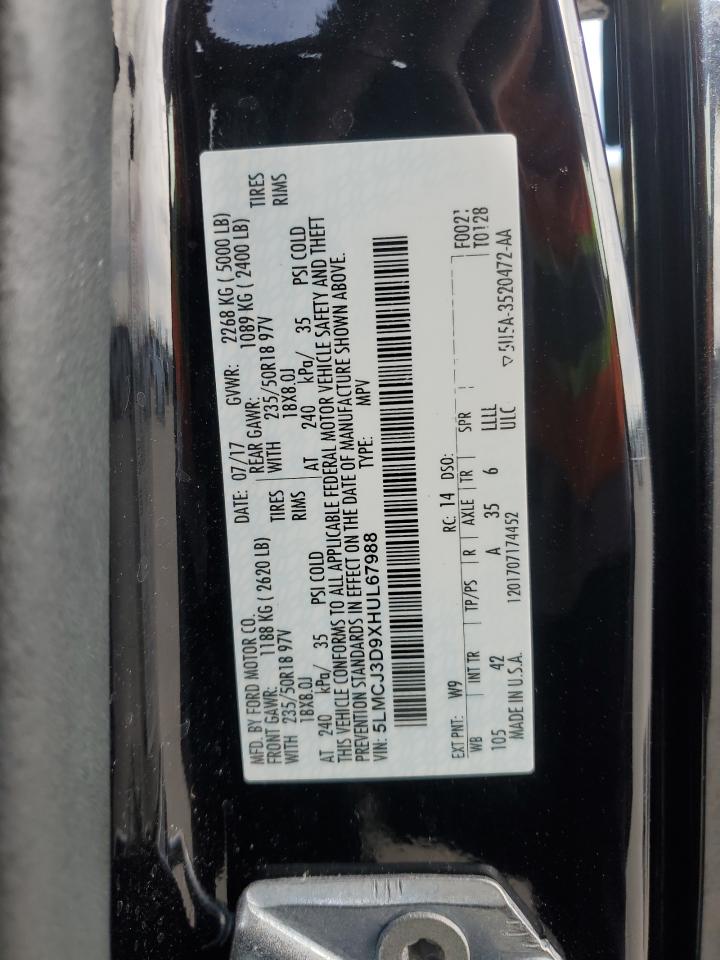 MFD. BY FORD MOTOR CO. DATE: 07/17 GVWR: 2268 KG ( 5000 LB)
FRONT GAWR: 1188 KG ( 2620 LB) REAR GAWR: 1089 KG ( 2400 LB)
WITH 235/50R18 97V TIRES WITH 235/50R18 97V TIRES
18X8.0J RIMS 18X8.0J RIMS
AT 240 kPa/ 35 PSI COLD AT 240 kPa/ 35 PSI COLD
THIS VEHICLE CONFORMS TO ALL APPLICABLE FEDERAL MOTOR VEHICLE SAFETY AND THEFT
PREVENTION STANDARDS IN EFFECT ON THE DATE OF MANUFACTURE SHOWN ABOVE.
VIN: 5LMCJ3D9XHUL67988 TYPE: MPV
EXT PNT: W9 RC: 14 DSO: F0021
WB INT TR TP/PS R AXLE TR SPR T0128
105 42 A 35 6 LLLL
MADE IN U.S.A. 1201707174452 ULC ▽ 5U5A-3520472-AA